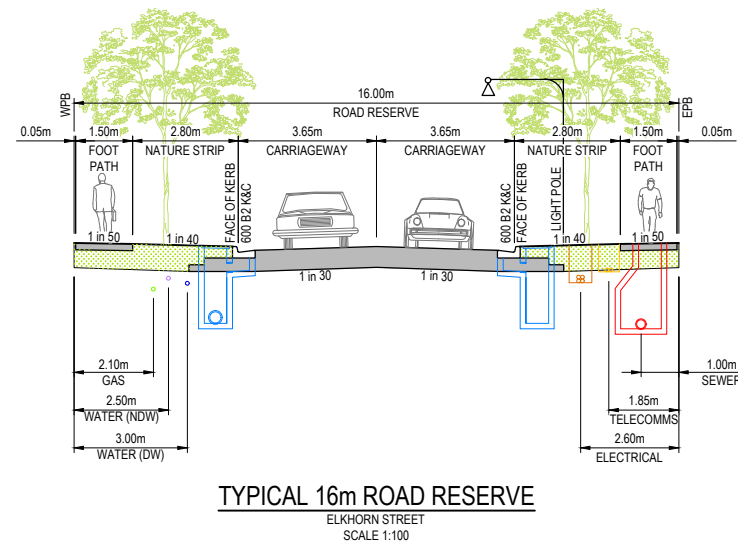 WPB
16.00m
EPB
ROAD RESERVE
0.05m
1.50m
2.80m
3.65m
3.65m
2.80m
1.50m
0.05m
FOOT
PATH
NATURE STRIP
CARRIAGEWAY
CARRIAGEWAY
NATURE STRIP
FOOT
PATH
FACE OF KERB
600 B2 K&C
600 B2 K&C
FACE OF KERB
LIGHT POLE
1 in 50
1 in 40
1 in 40
1 in 50
1 in 30
1 in 30
2.10m
GAS
2.50m
WATER (NDW)
3.00m
WATER (DW)
1.00m
SEWER
1.85m
TELECOMMS
2.60m
ELECTRICAL
TYPICAL 16m ROAD RESERVE
ELKHORN STREET
SCALE 1:100